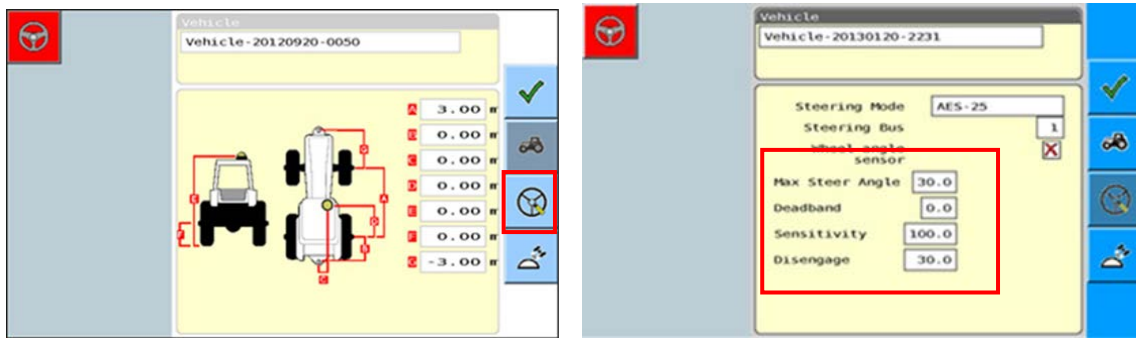 Vehicle
Vehicle-20120920-0050
A 3.00 m
B 0.00 m
C 0.00 m
D 0.00 m
E 0.00 m
F 0.00 m
G -3.00 m
G
A
D
B
E
F
C
Vehicle
Vehicle-20130120-2231
Steering Mode AES-25
Steering Bus 1
Wheel angle
sensor
Max Steer Angle 30.0
Deadband 0.0
Sensitivity 100.0
Disengage 30.0